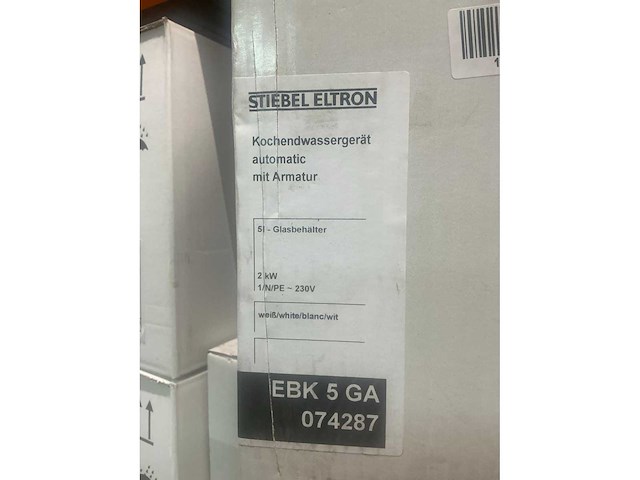 STIEBEL ELTRON
Kochendwassergerät
automatic
mit Armatur
5l - Glasbehälter
2 kW
1/N/PE ~ 230V
weiß/white/blanc/wit
EBK 5 GA
074287